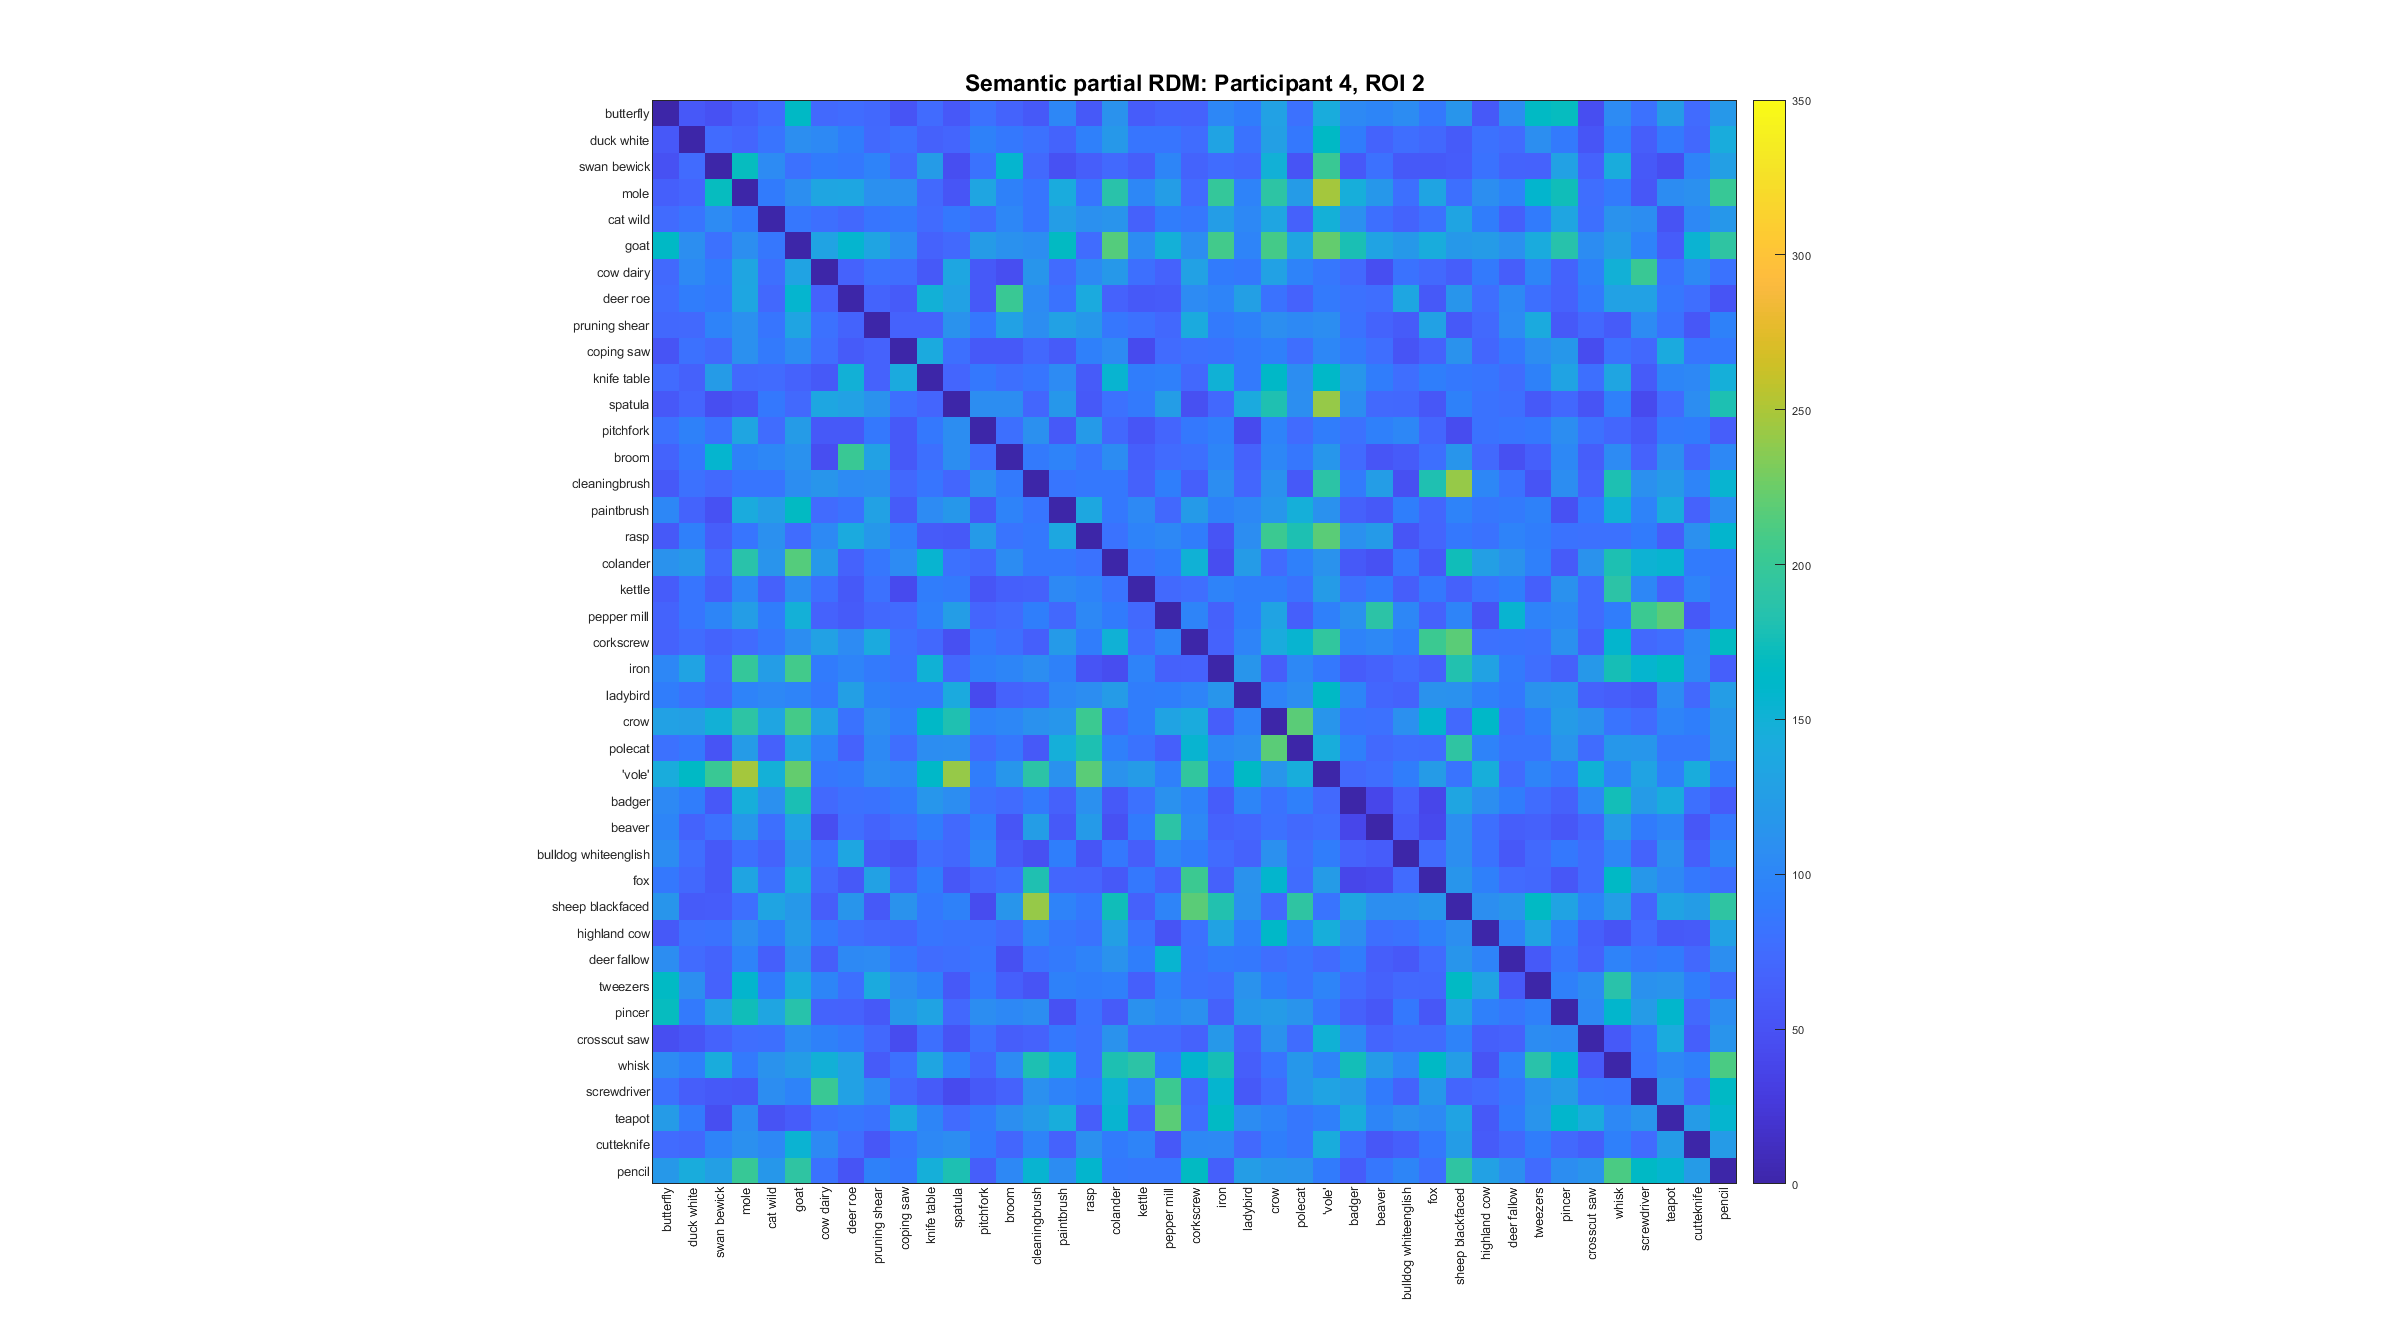 Semantic partial RDM: Participant 4, ROI 2
butterfly
duck white
swan bewick
mole
cat wild
goat
cow dairy
deer roe
pruning shear
coping saw
knife table
spatula
pitchfork
broom
cleaningbrush
paintbrush
rasp
colander
kettle
pepper mill
corkscrew
iron
ladybird
crow
polecat
'vole'
badger
beaver
bulldog whiteenglish
fox
sheep blackfaced
highland cow
deer fallow
tweezers
pincer
crosscut saw
whisk
screwdriver
teapot
cutteknife
pencil
butterfly
duck white
swan bewick
mole
cat wild
goat
cow dairy
deer roe
pruning shear
coping saw
knife table
spatula
pitchfork
broom
cleaningbrush
paintbrush
rasp
colander
kettle
pepper mill
corkscrew
iron
ladybird
crow
polecat
'vole'
badger
beaver
bulldog whiteenglish
fox
sheep blackfaced
highland cow
deer fallow
tweezers
pincer
crosscut saw
whisk
screwdriver
teapot
cutteknife
pencil
350
300
250
200
150
100
50
0